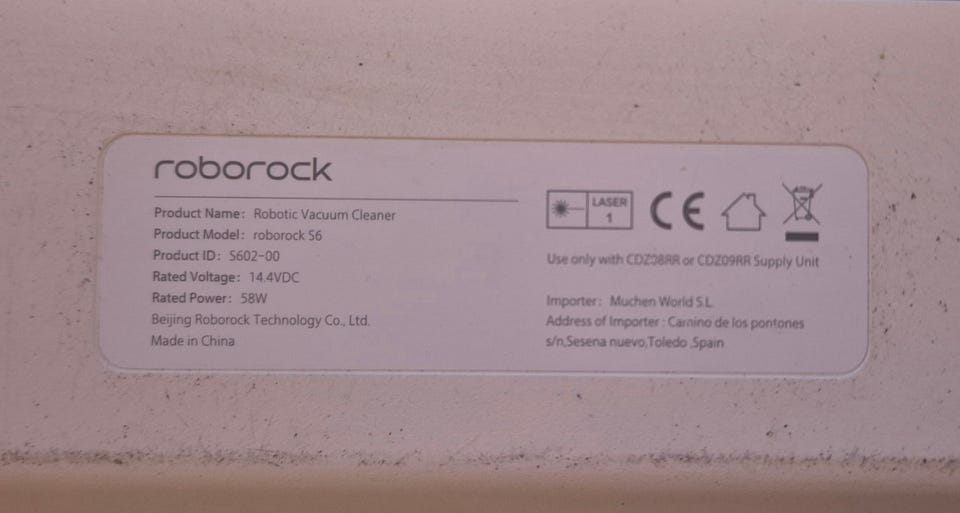 roborock
Product Name: Robotic Vacuum Cleaner
Product Model: roborock S6
Product ID: S602-00
Rated Voltage: 14.4VDC
Rated Power: 58W
Beijing Roborock Technology Co., Ltd.
Made in China
LASER
1
CE
Use only with CDZ08RR or CDZ09RR Supply Unit
Importer: Muchen World S.L.
Address of Importer : Camino de los pontones
s/n,Sesena nuevo,Toledo ,Spain